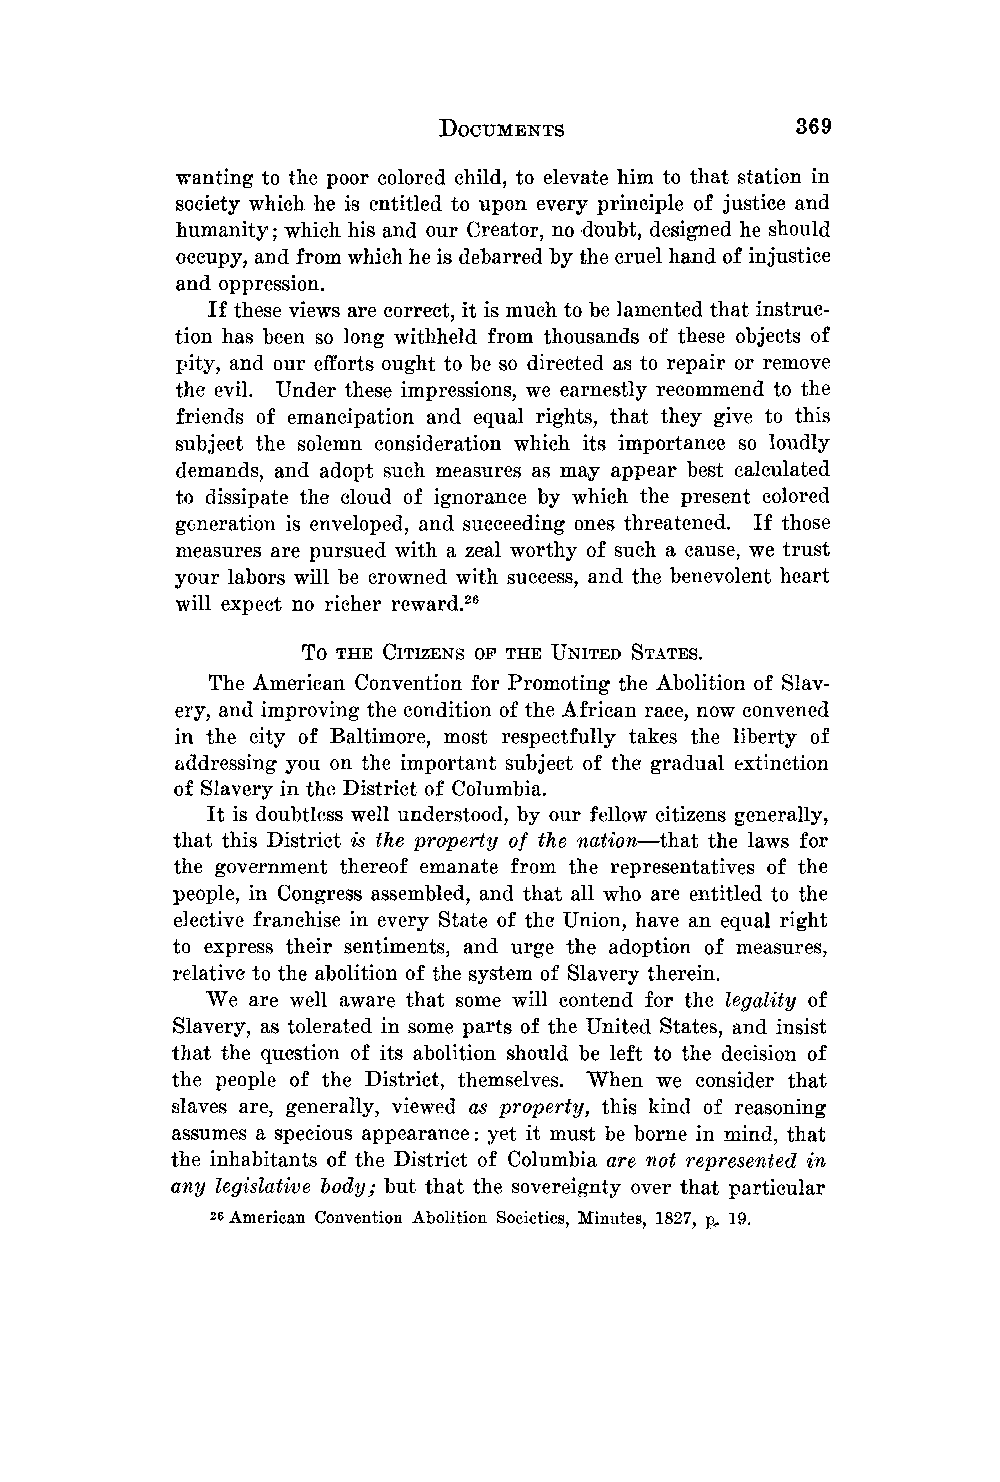 DOCUMENTS 369
wanting to the poor colored child, to elevate him to that station in
society which he is entitled to upon every principle of justice and
humanity; which his and our Creator, no doubt, designed he should
occupy, and from which he is debarred by the cruel hand of injustice
and oppression.
If these views are correct, it is much to be lamented that instruc-
tion has been so long withheld from thousands of these objects of
pity, and our efforts ought to be so directed as to repair or remove
the evil. Under these impressions, we earnestly recommend to the
friends of emancipation and equal rights, that they give to this
subject the solemn consideration which its importance so loudly
demands, and adopt such measures as may appear best calculated
to dissipate the cloud of ignorance by which the present colored
generation is enveloped, and succeeding ones threatened. If those
measures are pursued with a zeal worthy of such a cause, we trust
your labors will be crowned with success, and the benevolent heart
will expect no richer reward.26
TO THE CITIZENS OF THE UNITED STATES.
The American Convention for Promoting the Abolition of Slav-
ery, and improving the condition of the African race, now convened
in the city of Baltimore, most respectfully takes the liberty of
addressing you on the important subject of the gradual extinction
of Slavery in the District of Columbia.
It is doubtless well understood, by our fellow citizens generally,
that this District is the property of the nation—that the laws for
the government thereof emanate from the representatives of the
people, in Congress assembled, and that all who are entitled to the
elective franchise in every State of the Union, have an equal right
to express their sentiments, and urge the adoption of measures,
relative to the abolition of the system of Slavery therein.
We are well aware that some will contend for the legality of
Slavery, as tolerated in some parts of the United States, and insist
that the question of its abolition should be left to the decision of
the people of the District, themselves. When we consider that
slaves are, generally, viewed as property, this kind of reasoning
assumes a specious appearance: yet it must be borne in mind, that
the inhabitants of the District of Columbia are not represented in
any legislative body; but that the sovereignty over that particular
26 American Convention Abolition Societies, Minutes, 1827, p. 19.